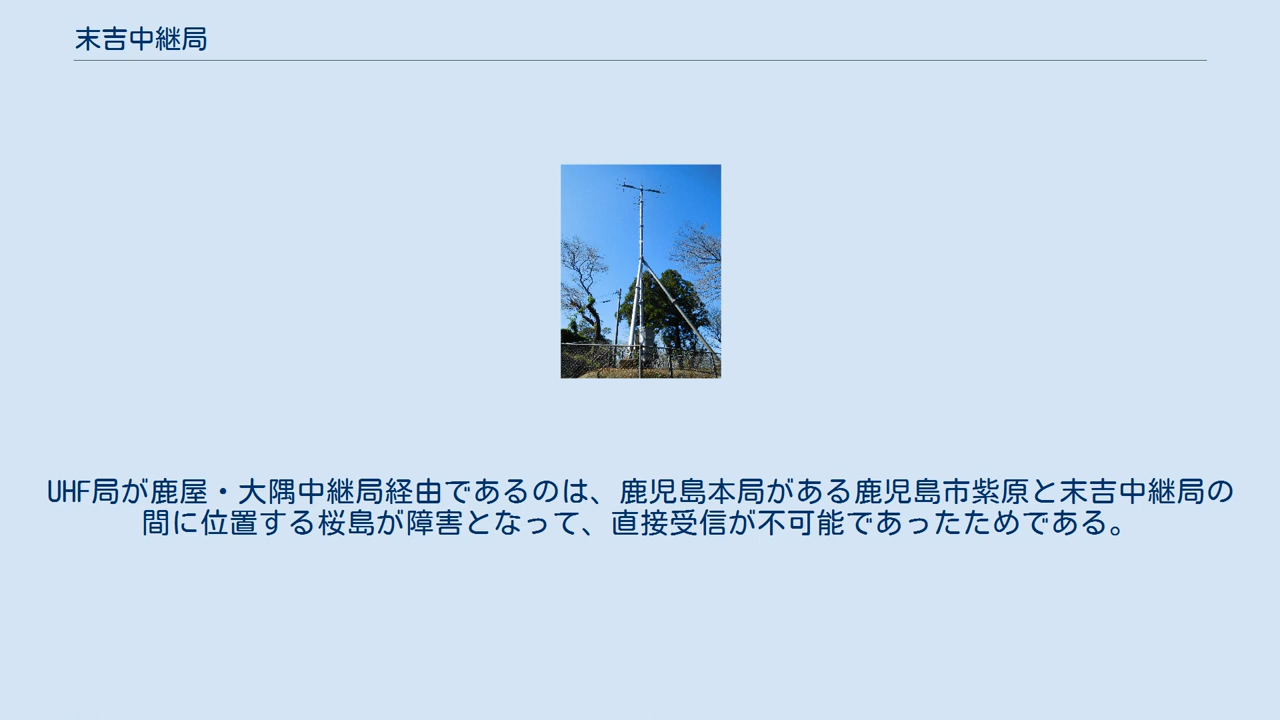 末吉中継局
UHF局が鹿屋・大隅中継局経由であるのは、鹿児島本局がある鹿児島市紫原と末吉中継局の
間に位置する桜島が障害となって、直接受信が不可能であったためである。